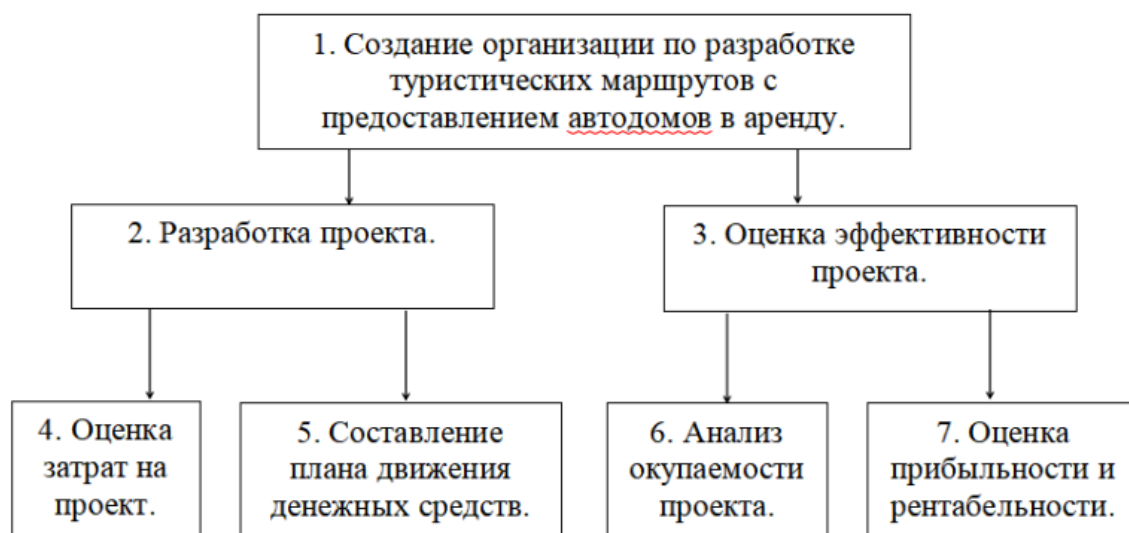 1. Создание организации по разработке
туристических маршрутов с
предоставлением автодомов в аренду.
2. Разработка проекта.
3. Оценка эффективности
проекта.
4. Оценка
затрат на
проект.
5. Составление
плана движения
денежных средств.
6. Анализ
окупаемости
проекта.
7. Оценка
прибыльности и
рентабельности.